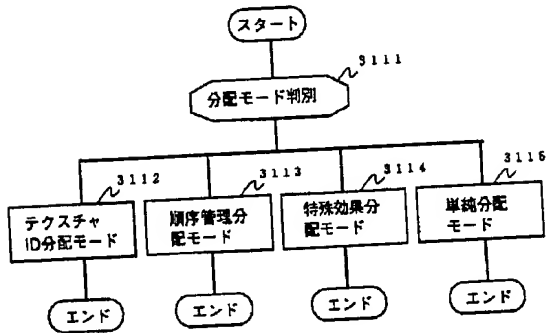 スタート
3111
分配モード判別
3112
3113
3114
3115
テクスチャ
ID分配モード
順序管理分
配モード
特殊効果分
配モード
単純分配
モード
エンド
エンド
エンド
エンド